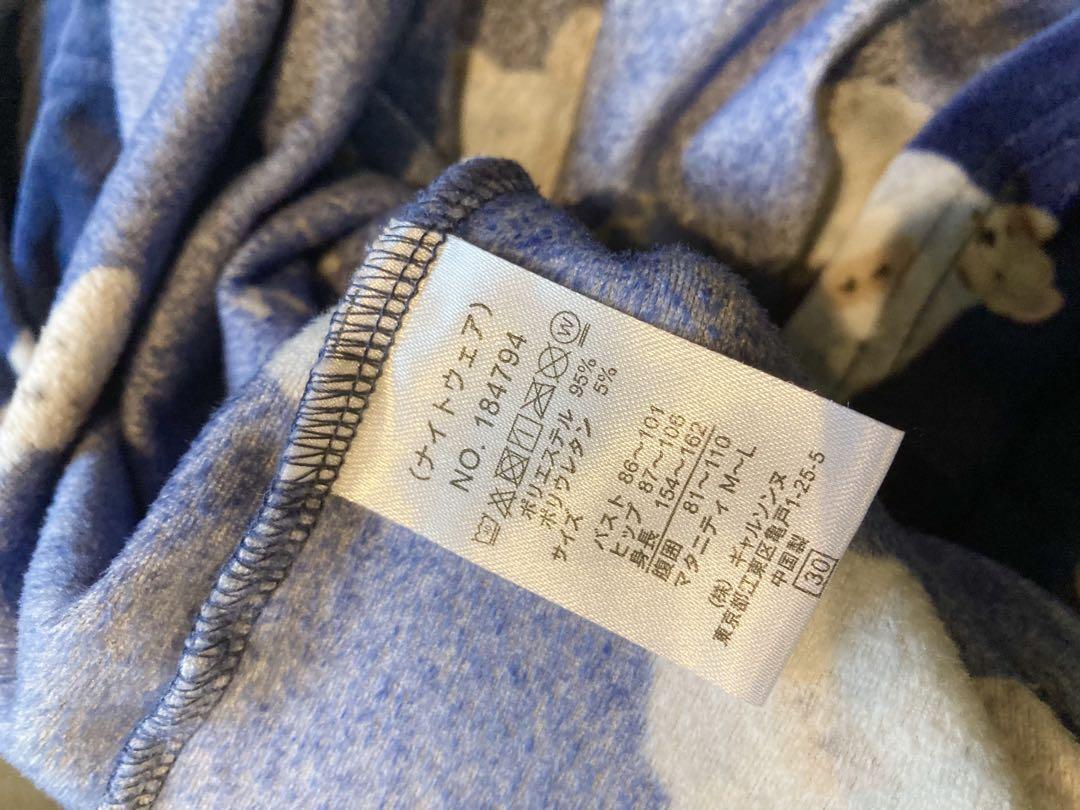 (ナイトウェア)
NO. 184794
W
ポリエステル 95%
ポリウレタン 5%
サイズ
バスト 86～101
ヒップ 87～106
身長 154～162
腹囲 81～110
マタニティ M～L
(株) ギャルソンヌ
東京都江東区亀戸1-25-5
中国製
30